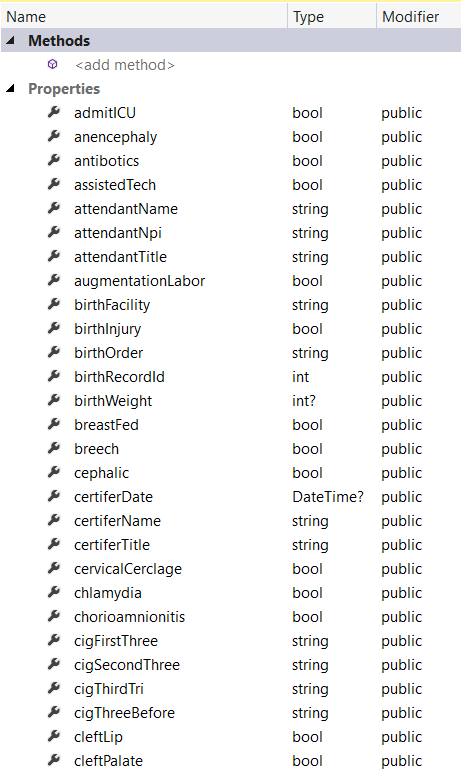 Name Type Modifier
Methods
<add method>
Properties
admitICU bool public
anencephaly bool public
antibotics bool public
assistedTech bool public
attendantName string public
attendantNpi string public
attendantTitle string public
augmentationLabor bool public
birthFacility string public
birthInjury bool public
birthOrder string public
birthRecordId int public
birthWeight int? public
breastFed bool public
breech bool public
cephalic bool public
certiferDate DateTime? public
certiferName string public
certiferTitle string public
cervicalCerclage bool public
chlamydia bool public
chorioamnionitis bool public
cigFirstThree string public
cigSecondThree string public
cigThirdTri string public
cigThreeBefore string public
cleftLip bool public
cleftPalate bool public